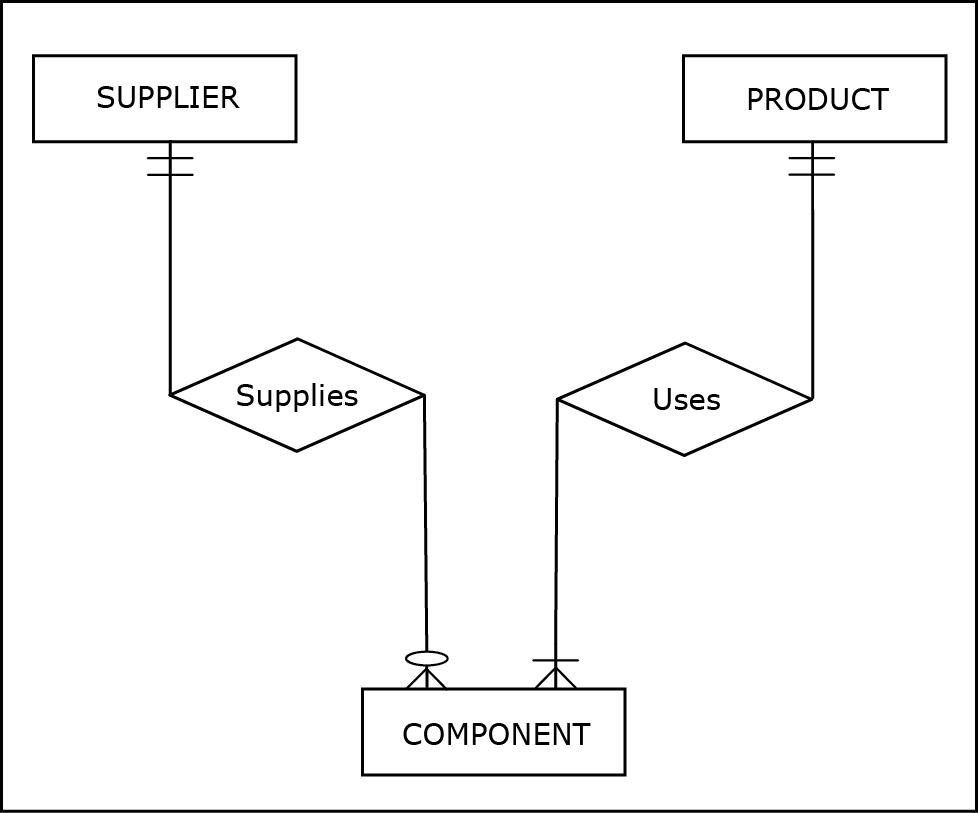 SUPPLIER
PRODUCT
Supplies
Uses
COMPONENT